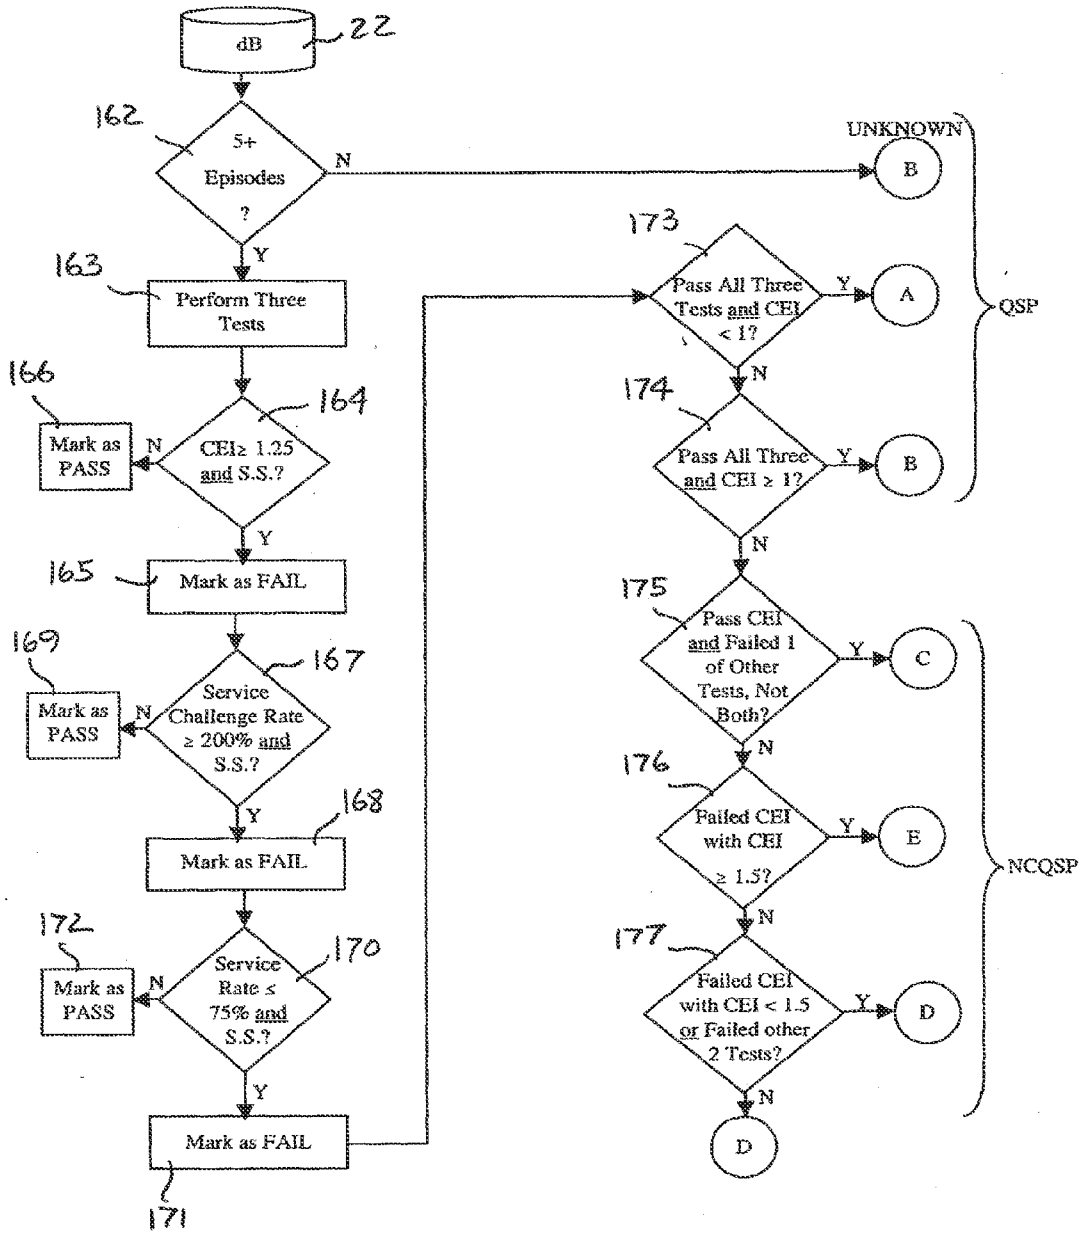 dB
22
162
5+
Episodes
?
N
Y
UNKNOWN
B
163
Perform Three
Tests
166
Mark as
PASS
N
164
CEI≥ 1.25
and S.S.?
Y
165
Mark as FAIL
169
Mark as
PASS
N
167
Service
Challenge Rate
≥ 200% and
S.S.?
Y
168
Mark as FAIL
172
Mark as
PASS
N
170
Service
Rate ≤
75% and
S.S.?
Y
Mark as FAIL
171
173
Pass All Three
Tests and CEI
< 1?
Y
A
N
QSP
174
Pass All Three
and CEI ≥ 1?
Y
B
N
175
Pass CEI
and Failed 1
of Other
Tests, Not
Both?
Y
C
N
176
Failed CEI
with CEI
≥ 1.5?
Y
E
N
NCQSP
177
Failed CEI
with CEI < 1.5
or Failed other
2 Tests?
Y
D
N
D